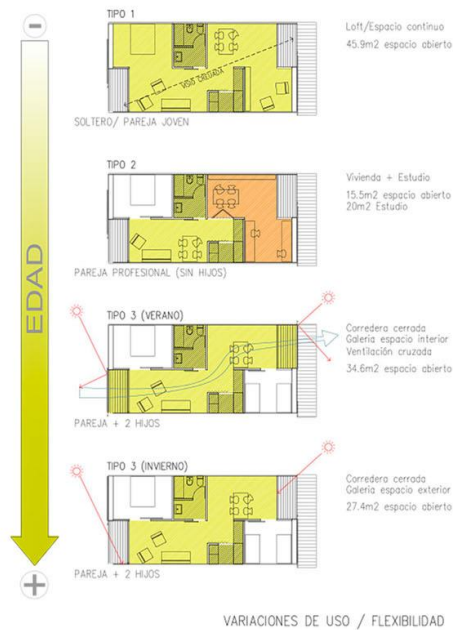 TIPO 1
Loft/Espacio continuo
45.9m2 espacio abierto
VISIO CRUZADA
SOLTERO/ PAREJA JOVEN
TIPO 2
Vivienda + Estudio
15.5m2 espacio abierto
20m2 Estudio
PAREJA PROFESIONAL (SIN HIJOS)
EDAD
TIPO 3 (VERANO)
Corredera cerrada
Galeria espacio interior
Ventilación cruzada
34.6m2 espacio abierto
PAREJA + 2 HIJOS
TIPO 3 (INVIERNO)
Corredera cerrada
Galeria espacio exterior
27.4m2 espacio abierto
PAREJA + 2 HIJOS
VARIACIONES DE USO / FLEXIBILIDAD